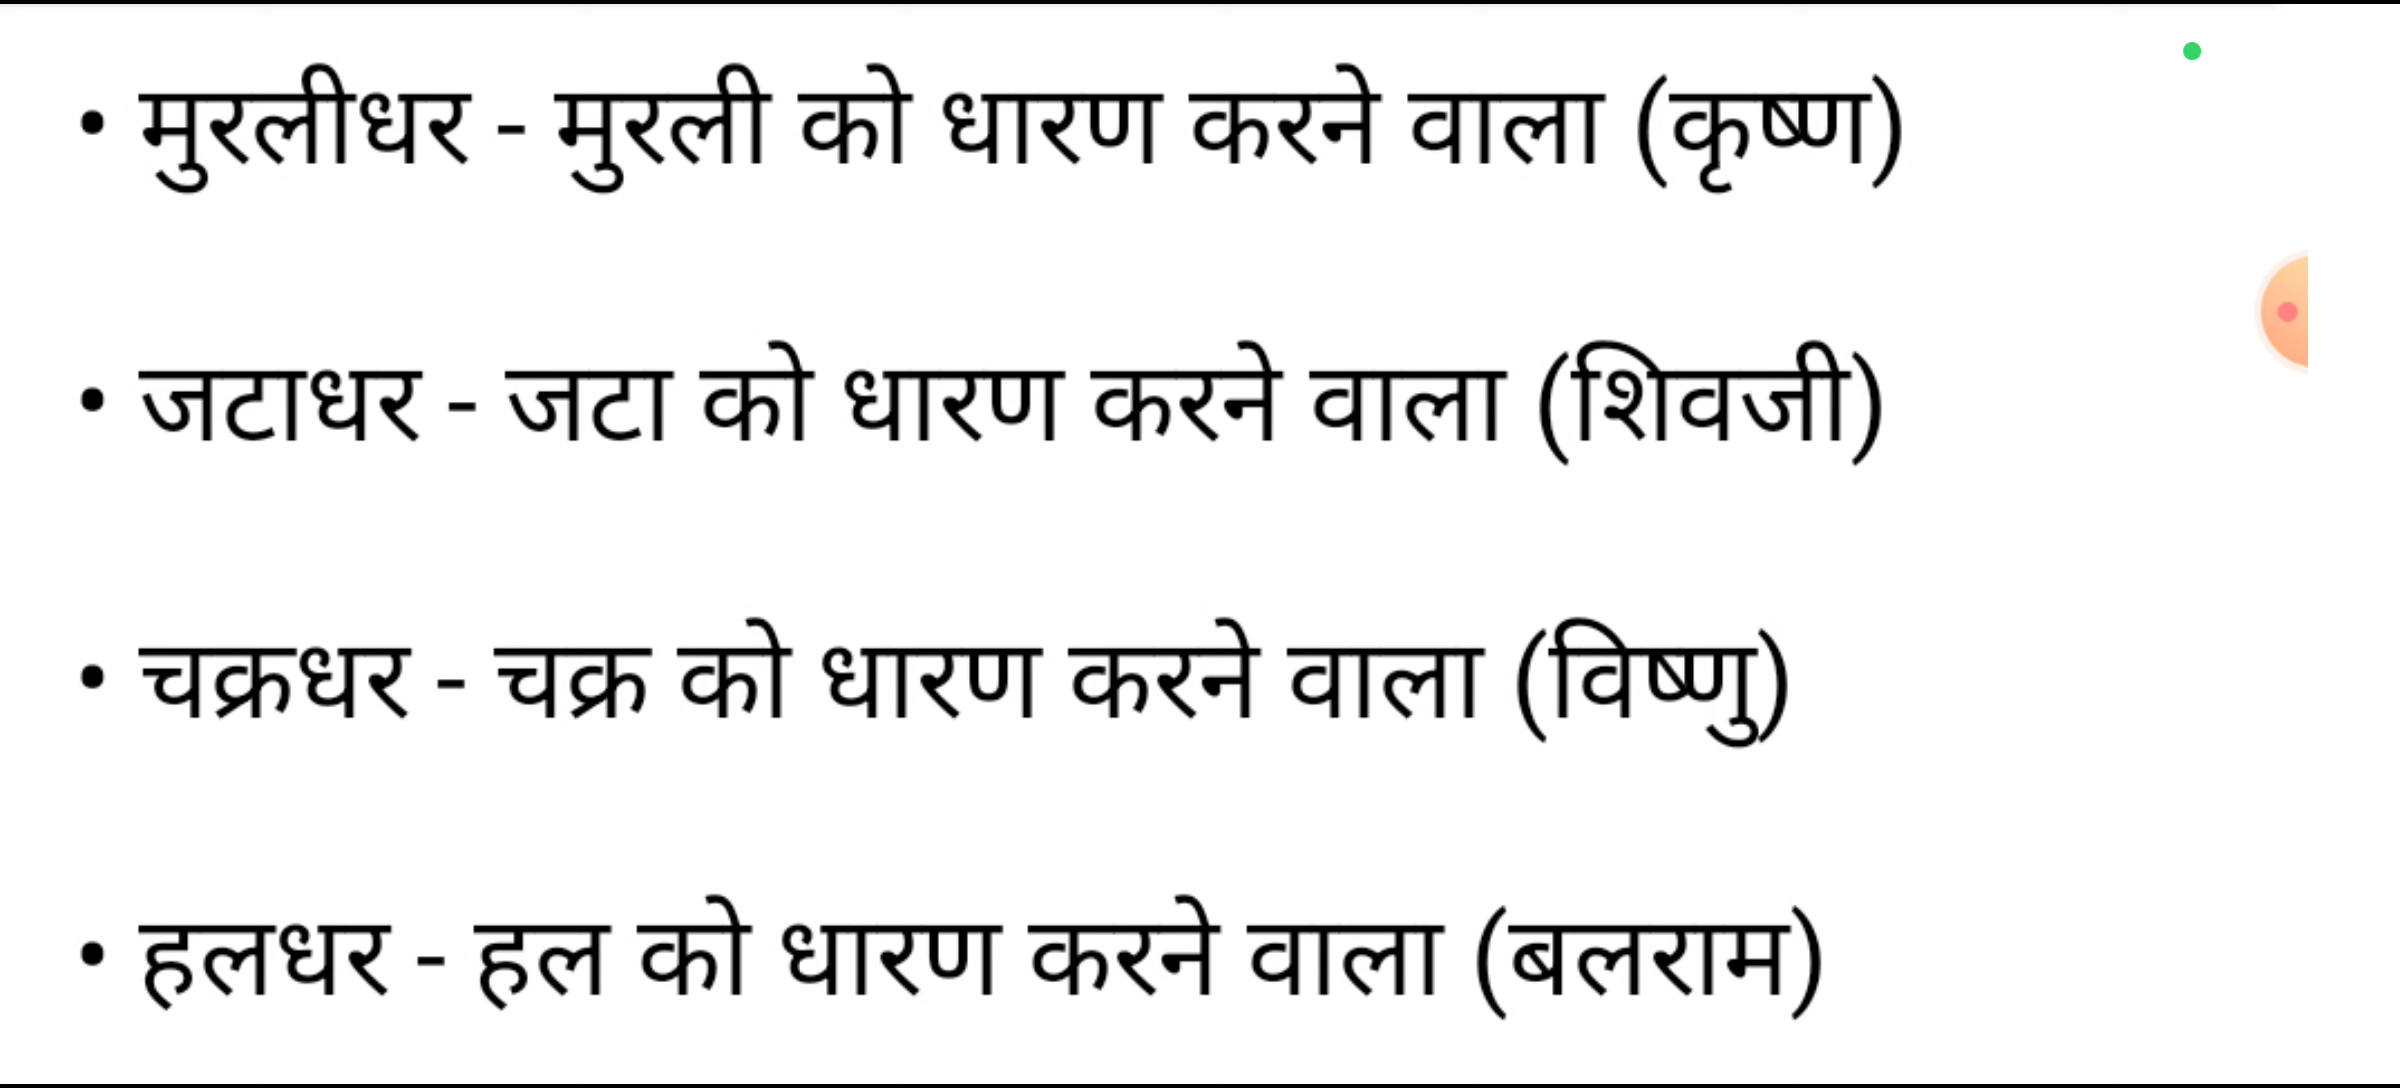 • मुरलीधर - मुरली को धारण करने वाला (कृष्ण)
• जटाधर - जटा को धारण करने वाला (शिवजी)
• चक्रधर - चक्र को धारण करने वाला (विष्णु)
• हलधर - हल को धारण करने वाला (बलराम)